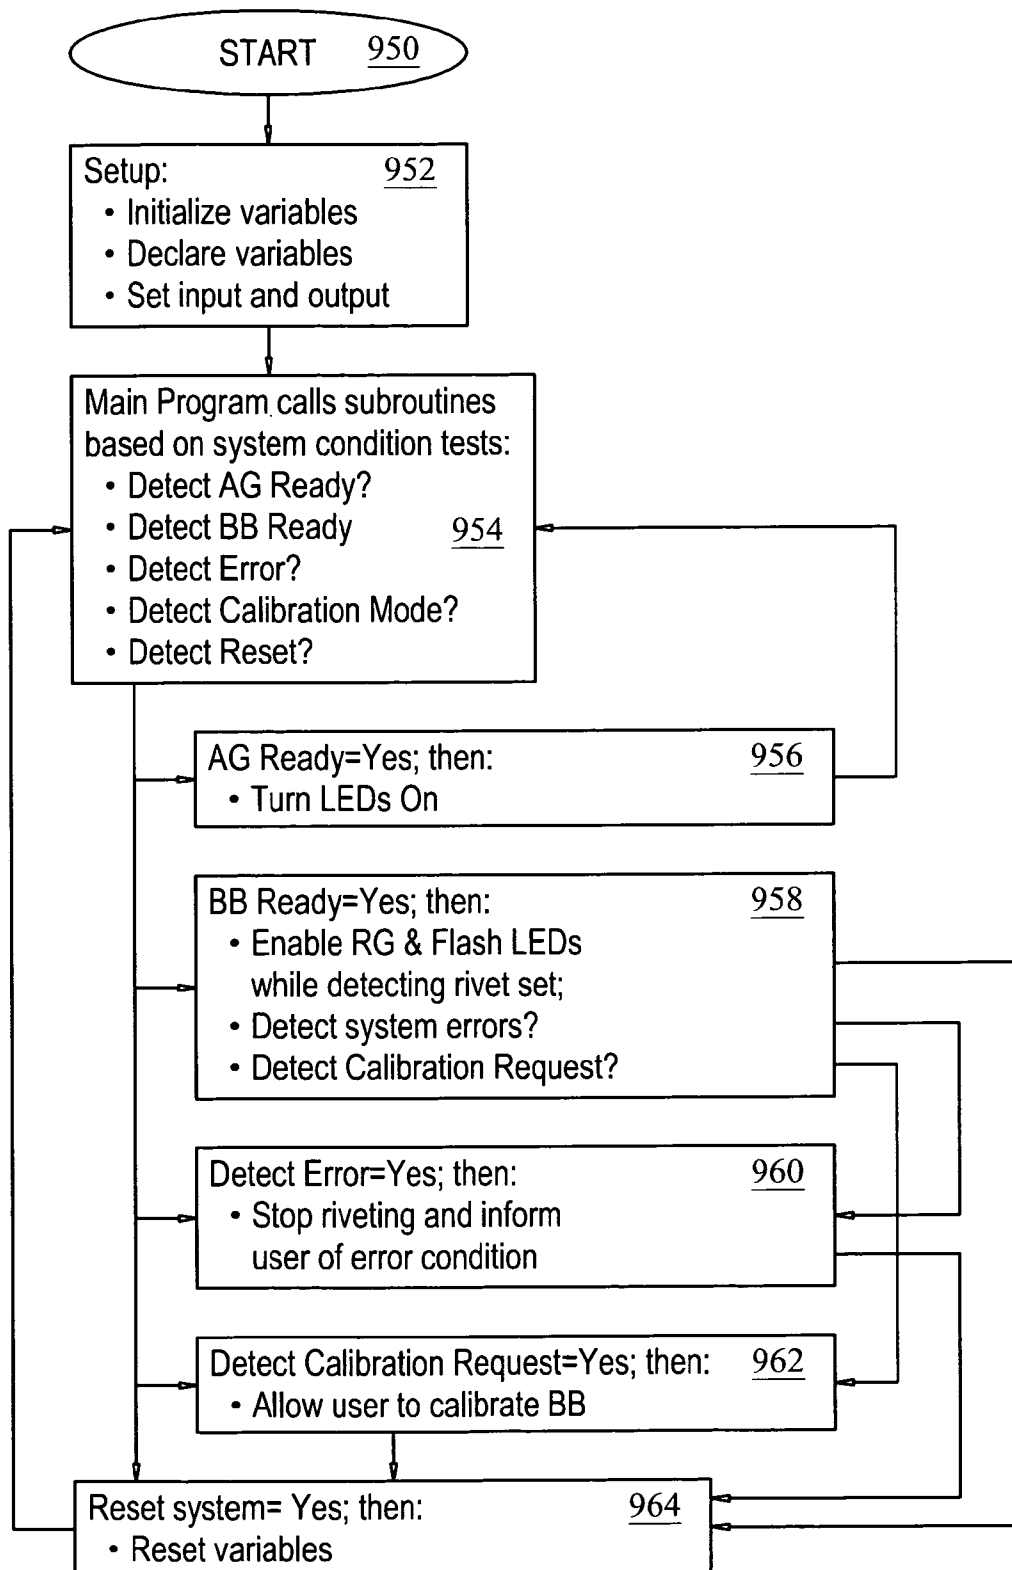 START 950
Setup: 952
• Initialize variables
• Declare variables
• Set input and output
Main Program calls subroutines
based on system condition tests:
• Detect AG Ready?
• Detect BB Ready 954
• Detect Error?
• Detect Calibration Mode?
• Detect Reset?
AG Ready=Yes; then: 956
• Turn LEDs On
BB Ready=Yes; then: 958
• Enable RG & Flash LEDs
while detecting rivet set;
• Detect system errors?
• Detect Calibration Request?
Detect Error=Yes; then: 960
• Stop riveting and inform
user of error condition
Detect Calibration Request=Yes; then: 962
• Allow user to calibrate BB
Reset system= Yes; then: 964
• Reset variables